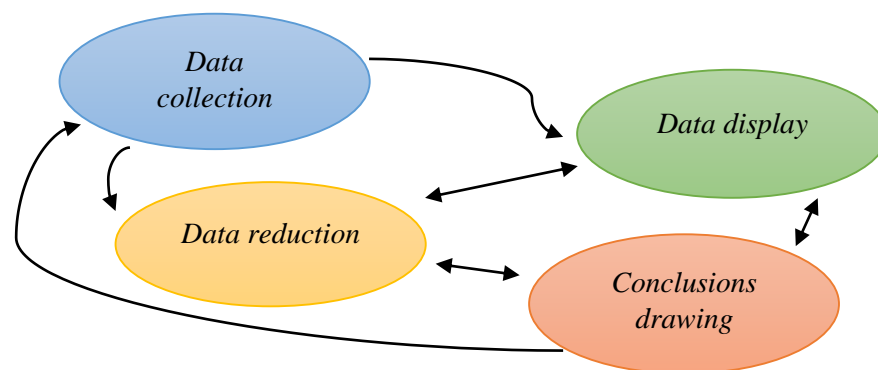 Data
collection
Data display
Data reduction
Conclusions
drawing